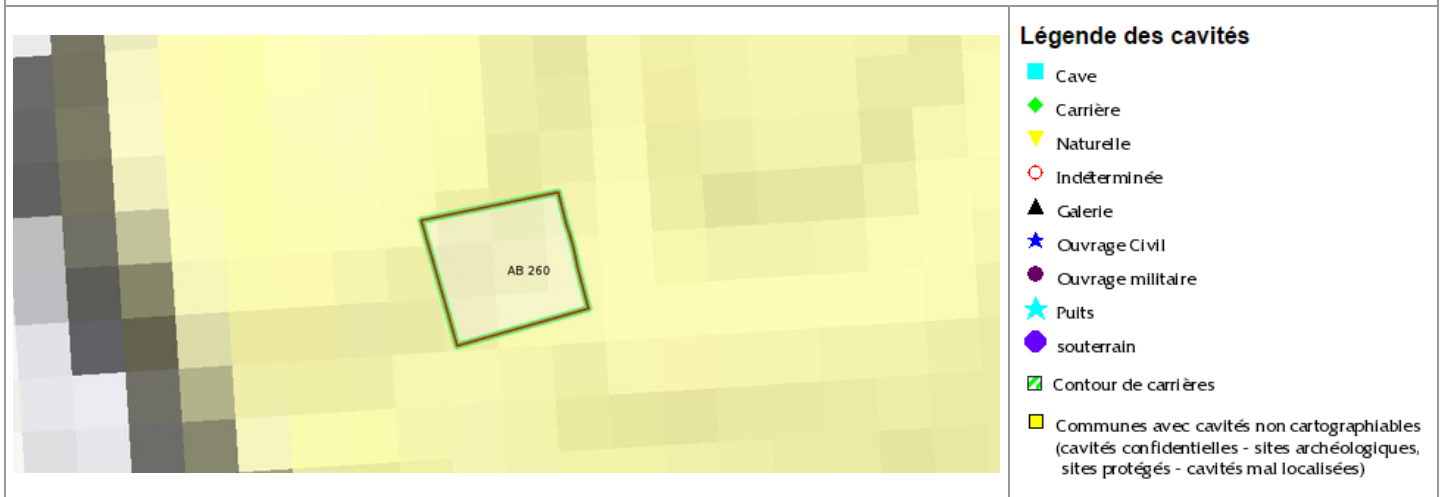 AB 260
Légende des cavités
Cave
Carrière
Naturelle
Indéterminée
Galerie
Ouvrage Civil
Ouvrage militaire
Puits
souterrain
Contour de carrières
Communes avec cavités non cartographiables
(cavités confidentielles - sites archéologiques,
sites protégés - cavités mal localisées)